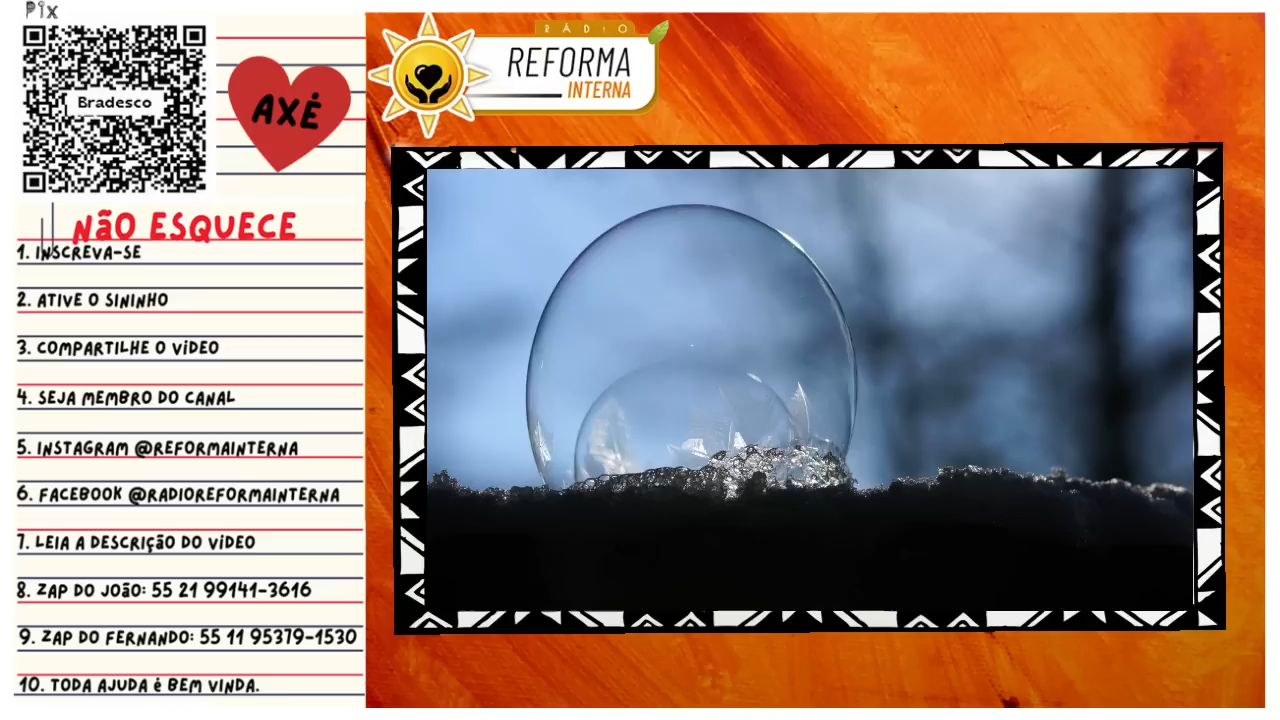 Pix
Bradesco
AXÉ
NÃO ESQUECE
1. INSCREVA-SE
2. ATIVE O SININHO
3. COMPARTILHE O VÍDEO
4. SEJA MEMBRO DO CANAL
5. INSTAGRAM @REFORMAINTERNA
6. FACEBOOK @RADIOREFORMAINTERNA
7. LEIA A DESCRIÇÃO DO VÍDEO
8. ZAP DO JOÃO: 55 21 99141-3616
9. ZAP DO FERNANDO: 55 11 95379-1530
10. TODA AJUDA É BEM VINDA.
RÁDIO
REFORMA
INTERNA